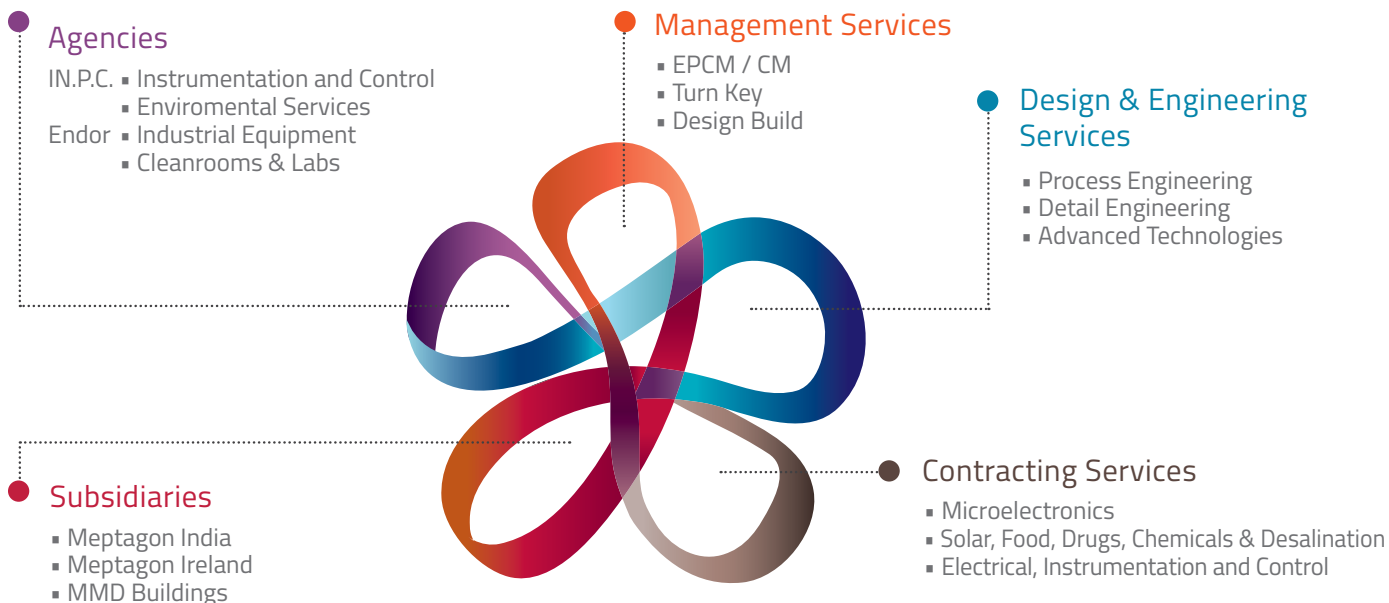 Agencies
IN.P.C. ▪ Instrumentation and Control
▪ Enviromental Services
Endor ▪ Industrial Equipment
▪ Cleanrooms & Labs
Management Services
▪ EPCM / CM
▪ Turn Key
▪ Design Build
Design & Engineering
Services
▪ Process Engineering
▪ Detail Engineering
▪ Advanced Technologies
Subsidiaries
▪ Meptagon India
▪ Meptagon Ireland
▪ MMD Buildings
Contracting Services
▪ Microelectronics
▪ Solar, Food, Drugs, Chemicals & Desalination
▪ Electrical, Instrumentation and Control